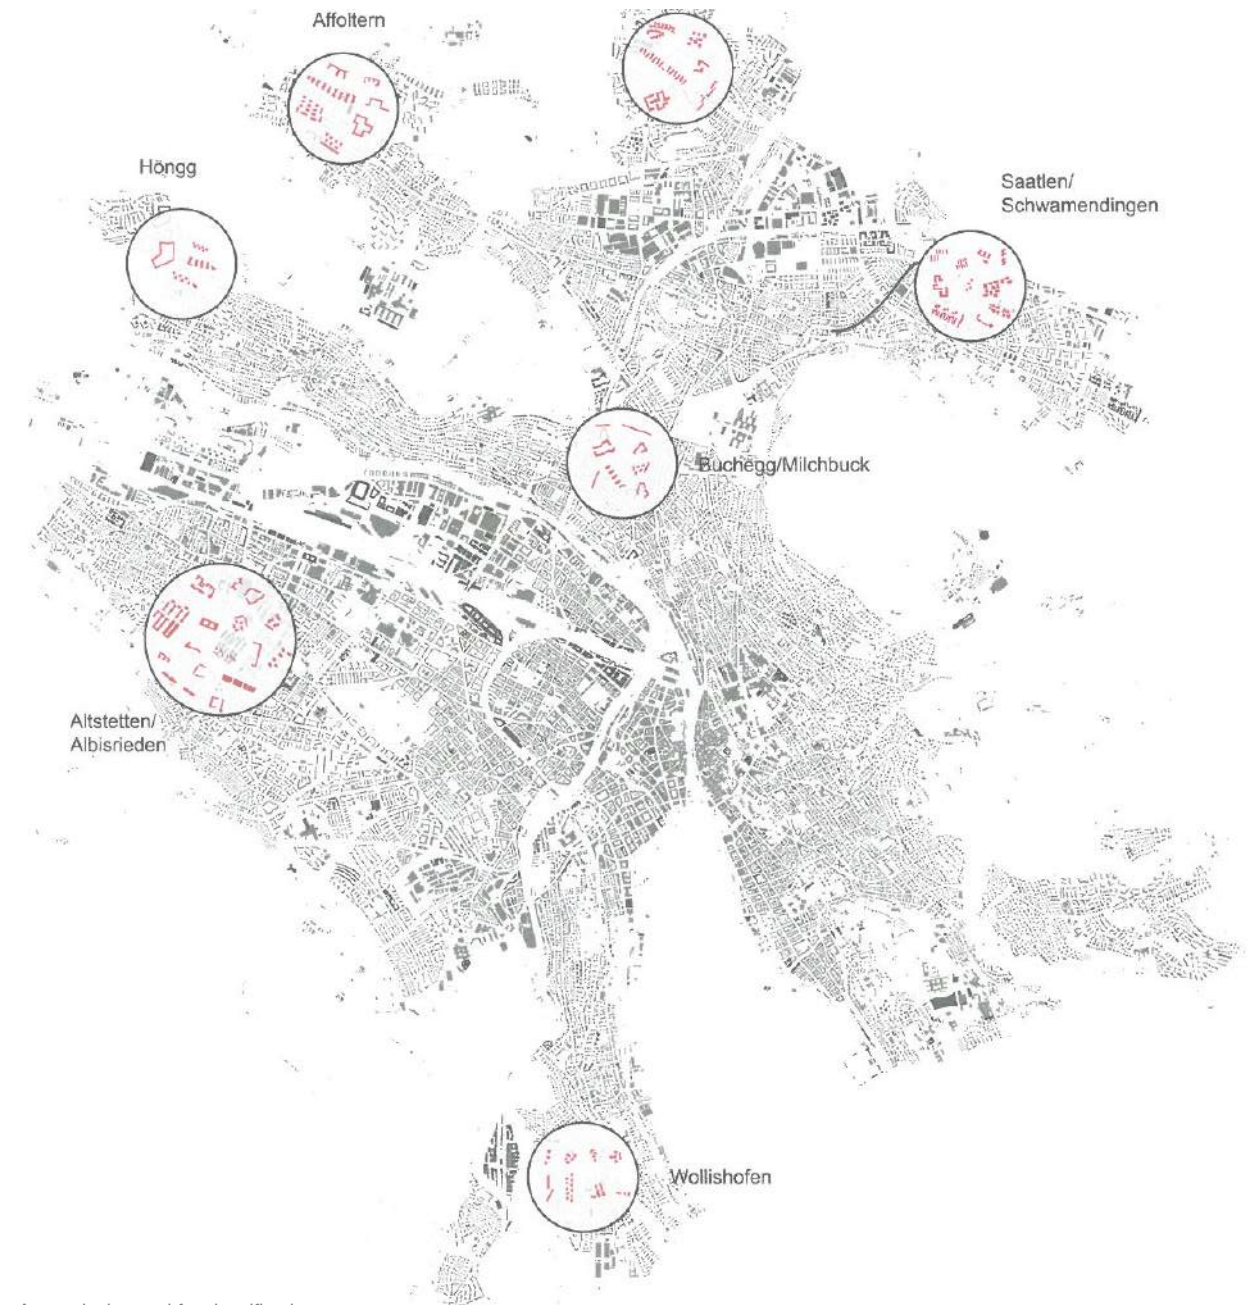 Affoltern
Höngg
Saatlen/
Schwamendingen
Buchegg/Milchbuck
Altstetten/
Albisrieden
Wollishofen